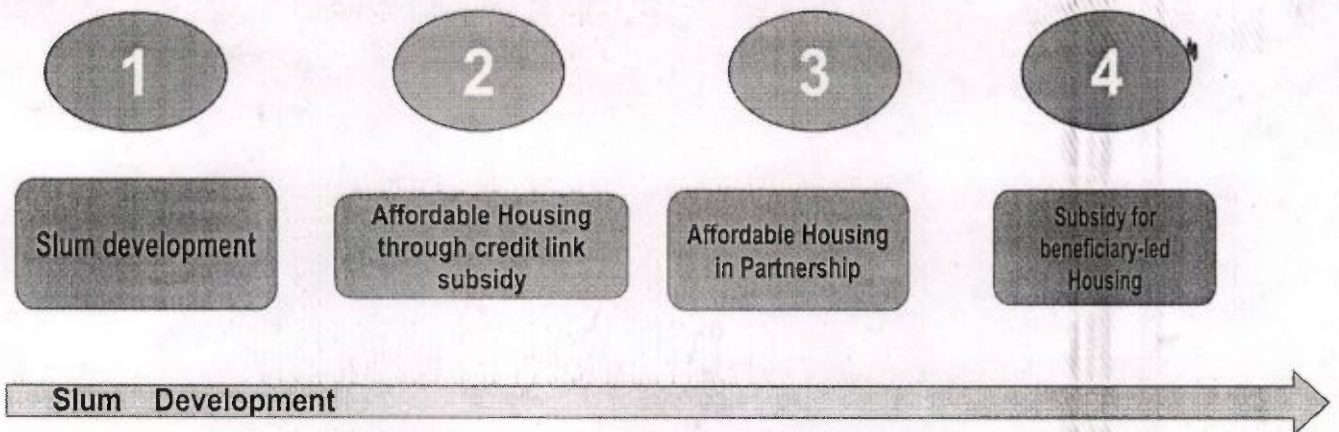 1
2
3
4
Slum development
Affordable Housing
through credit link
subsidy
Affordable Housing
in Partnership
Subsidy for
beneficiary-led
Housing
Slum Development